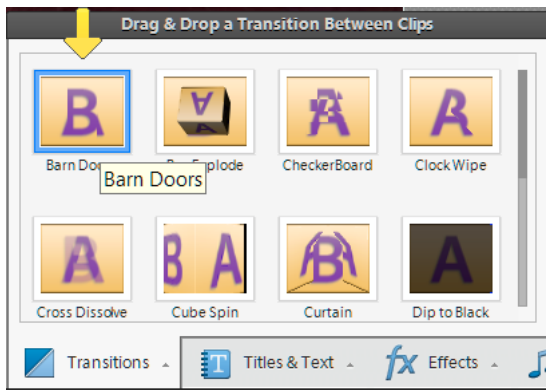 Drag & Drop a Transition Between Clips
B A CheckerBoard Clock Wipe
Barn Doors
B A A B A
Cross Dissolve Cube Spin Curtain Dip to Black
Transitions T Titles & Text fx Effects